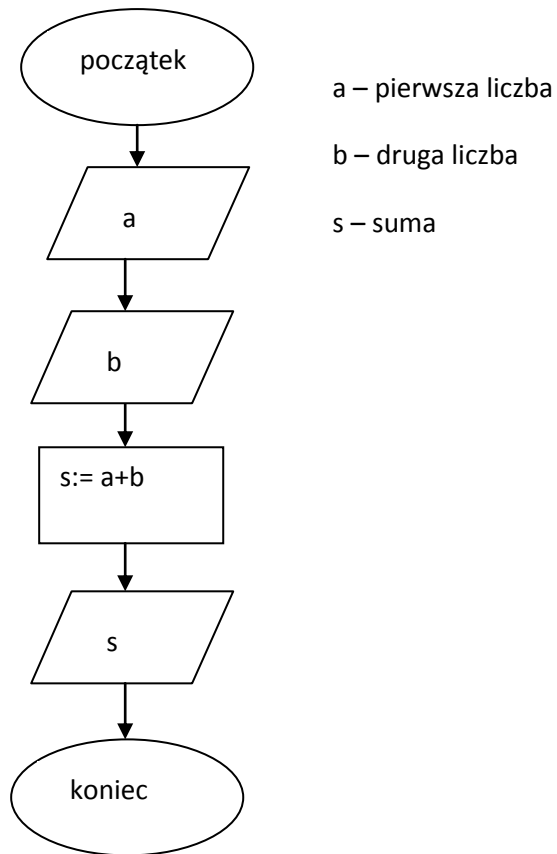 początek
a
b
s:= a+b
s
koniec
a – pierwsza liczba
b – druga liczba
s – suma